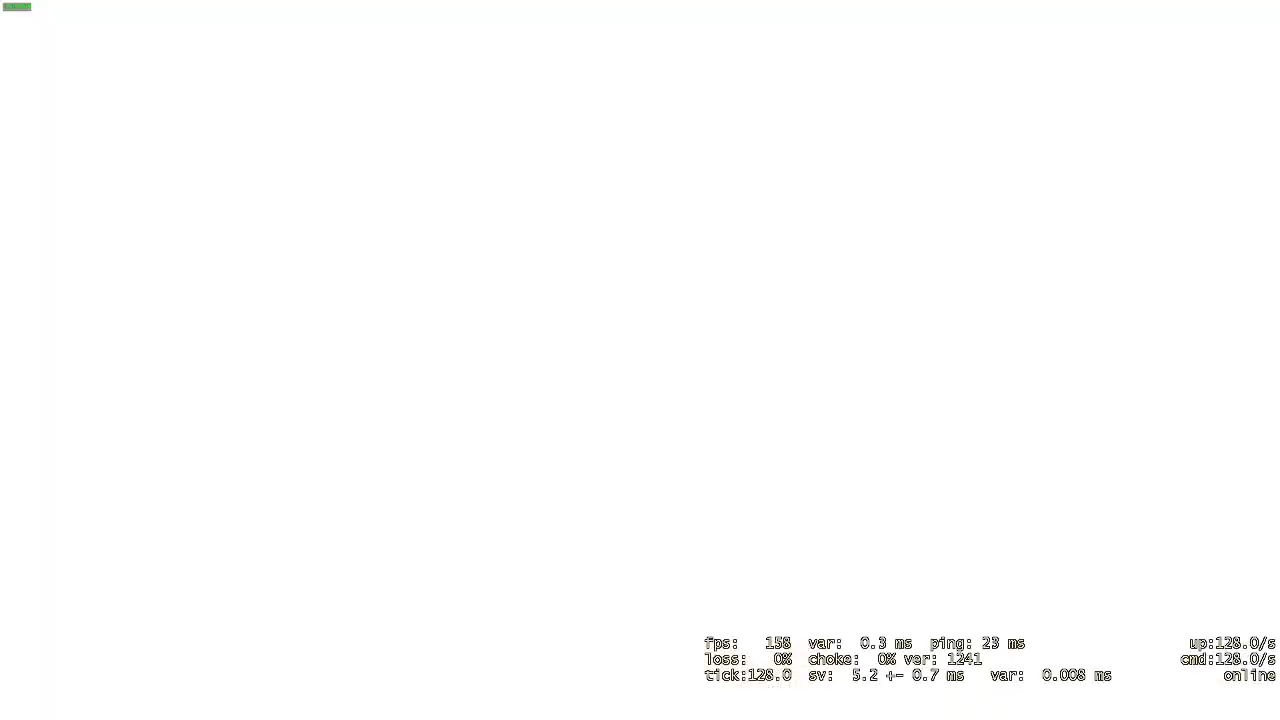 fps: 158 var: 0.3 ms ping: 23 ms up:128.0/s
loss: 0% choke: 0% ver: 1241 cmd:128.0/s
tick:128.0 sv: 5.2 +- 0.7 ms var: 0.008 ms online